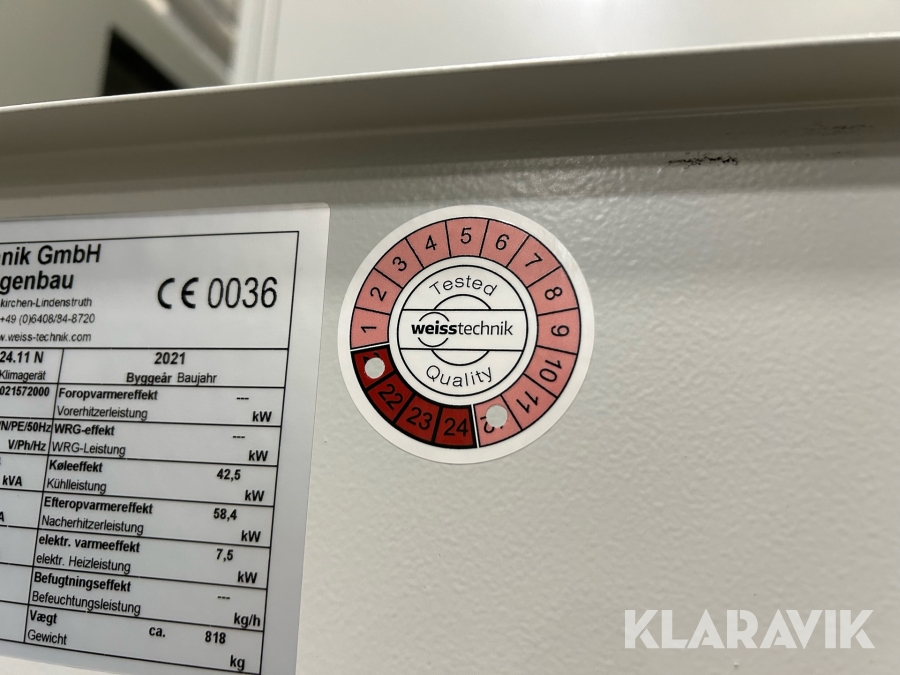 nik GmbH
genbau
kirchen-Lindenstruth
+49 (0)6408/84-8720
w.weiss-technik.com
CE 0036
24.11 N
Klimagerät
2021
Byggeår Baujahr
021572000
Foropvarmereffekt
---
Vorerhitzerleistung
kW
/N/PE/50Hz
WRG-effekt
---
V/Ph/Hz
WRG-Leistung
kW
Køleeffekt
42,5
kVA
Kühlleistung
kW
Efteropvarmereffekt
58,4
A
Nacherhitzerleistung
kW
elektr. varmeeffekt
7,5
elektr. Heizleistung
kW
Befugtningseffekt
---
Befeuchtungsleistung
kg/h
Vægt
ca. 818
Gewicht
kg
1 2 3 4 5 6 7 8 9 10 11
22 23 24
Tested
weisstechnik
Quality
KLARAVIK